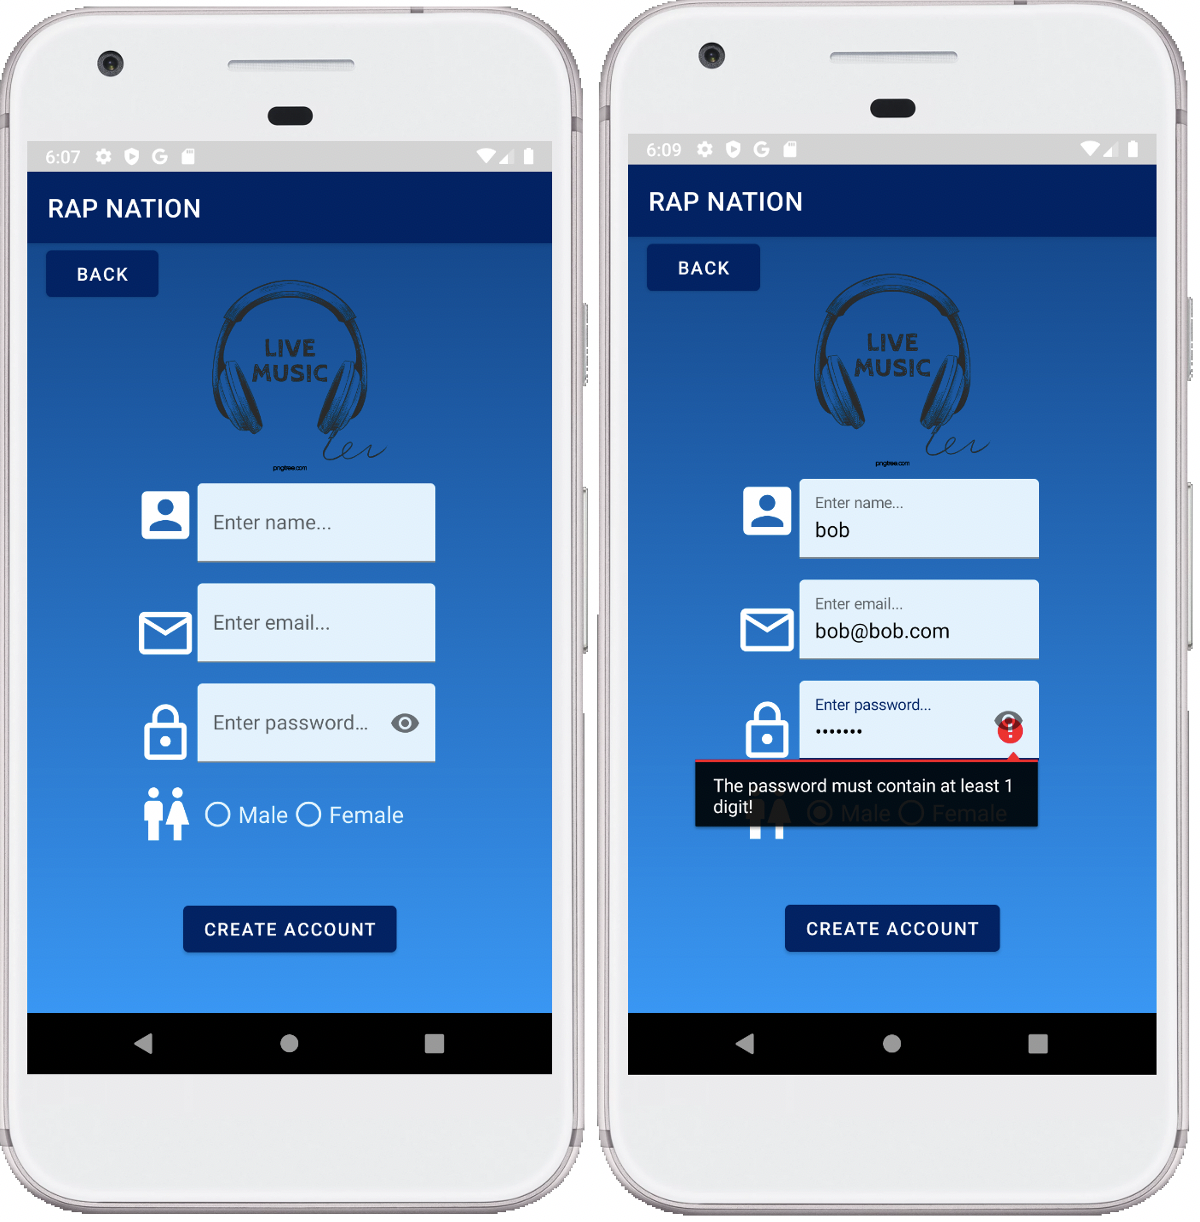 6:07
RAP NATION
BACK
LIVE
MUSIC
pngtree.com
Enter name...
Enter email...
Enter password...
Male
Female
CREATE ACCOUNT
6:09
RAP NATION
BACK
LIVE
MUSIC
pngtree.com
Enter name...
bob
Enter email...
bob@bob.com
Enter password...
•••••••
The password must contain at least 1
digit!
Male
Female
CREATE ACCOUNT